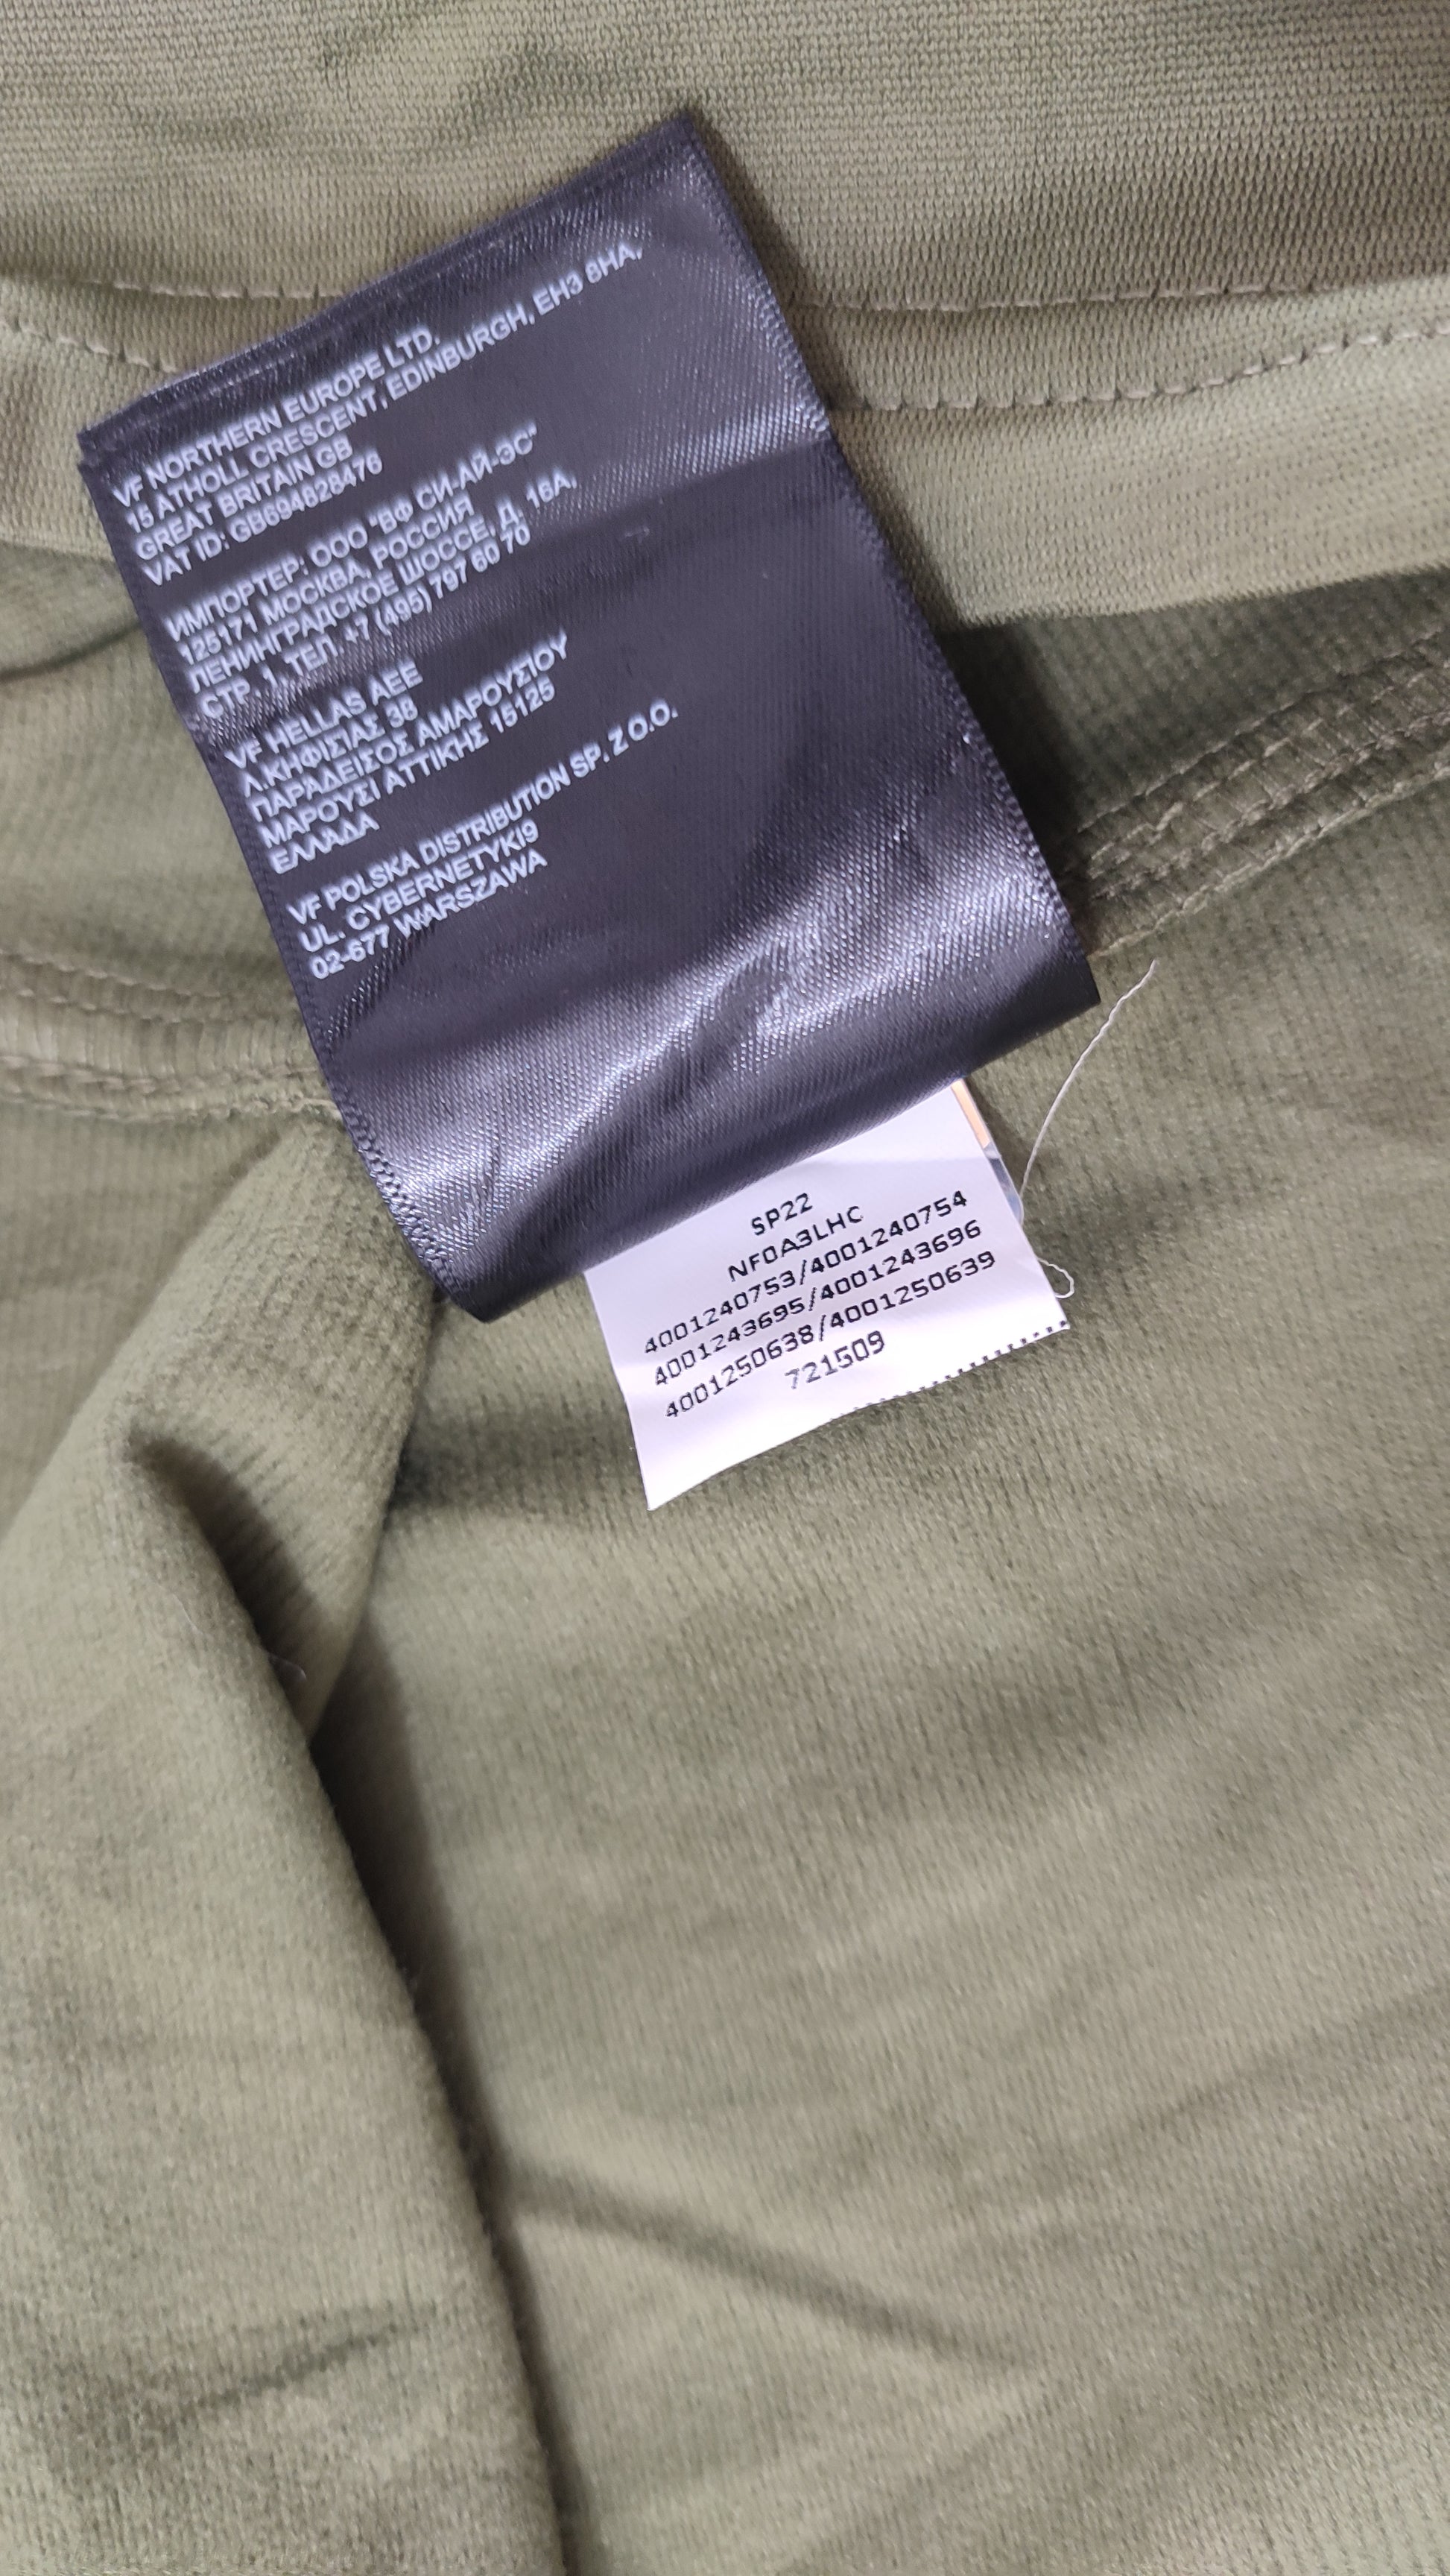 VF NORTHERN EUROPE LTD.
15 ATHOLL CRESCENT, EDINBURGH, EH3 8HA,
GREAT BRITAIN GB
VAT ID: GB694828476
ИМПОРТЕР: ООО "ВФ СИ-АЙ-ЭС"
125171 МОСКВА, РОССИЯ
ЛЕНИНГРАДСКОЕ ШОССЕ, Д. 16А,
СТР. 1, ТЕЛ. +7 (495) 797 60 70
VF HELLAS AEE
Λ.ΚΗΦΙΣΙΑΣ 38
ΠΑΡΑΔΕΙΣΟΣ ΑΜΑΡΟΥΣΙΟΥ
ΜΑΡΟΥΣΙ ΑΤΤΙΚΗΣ 15125
ΕΛΛΑΔΑ
VF POLSKA DISTRIBUTION SP. Z O.O.
UL. CYBERNETYKI9
02-677 WARSZAWA
SP22
NF0A3LHC
4001240753/4001240754
4001243695/4001243696
4001250638/4001250639
721509